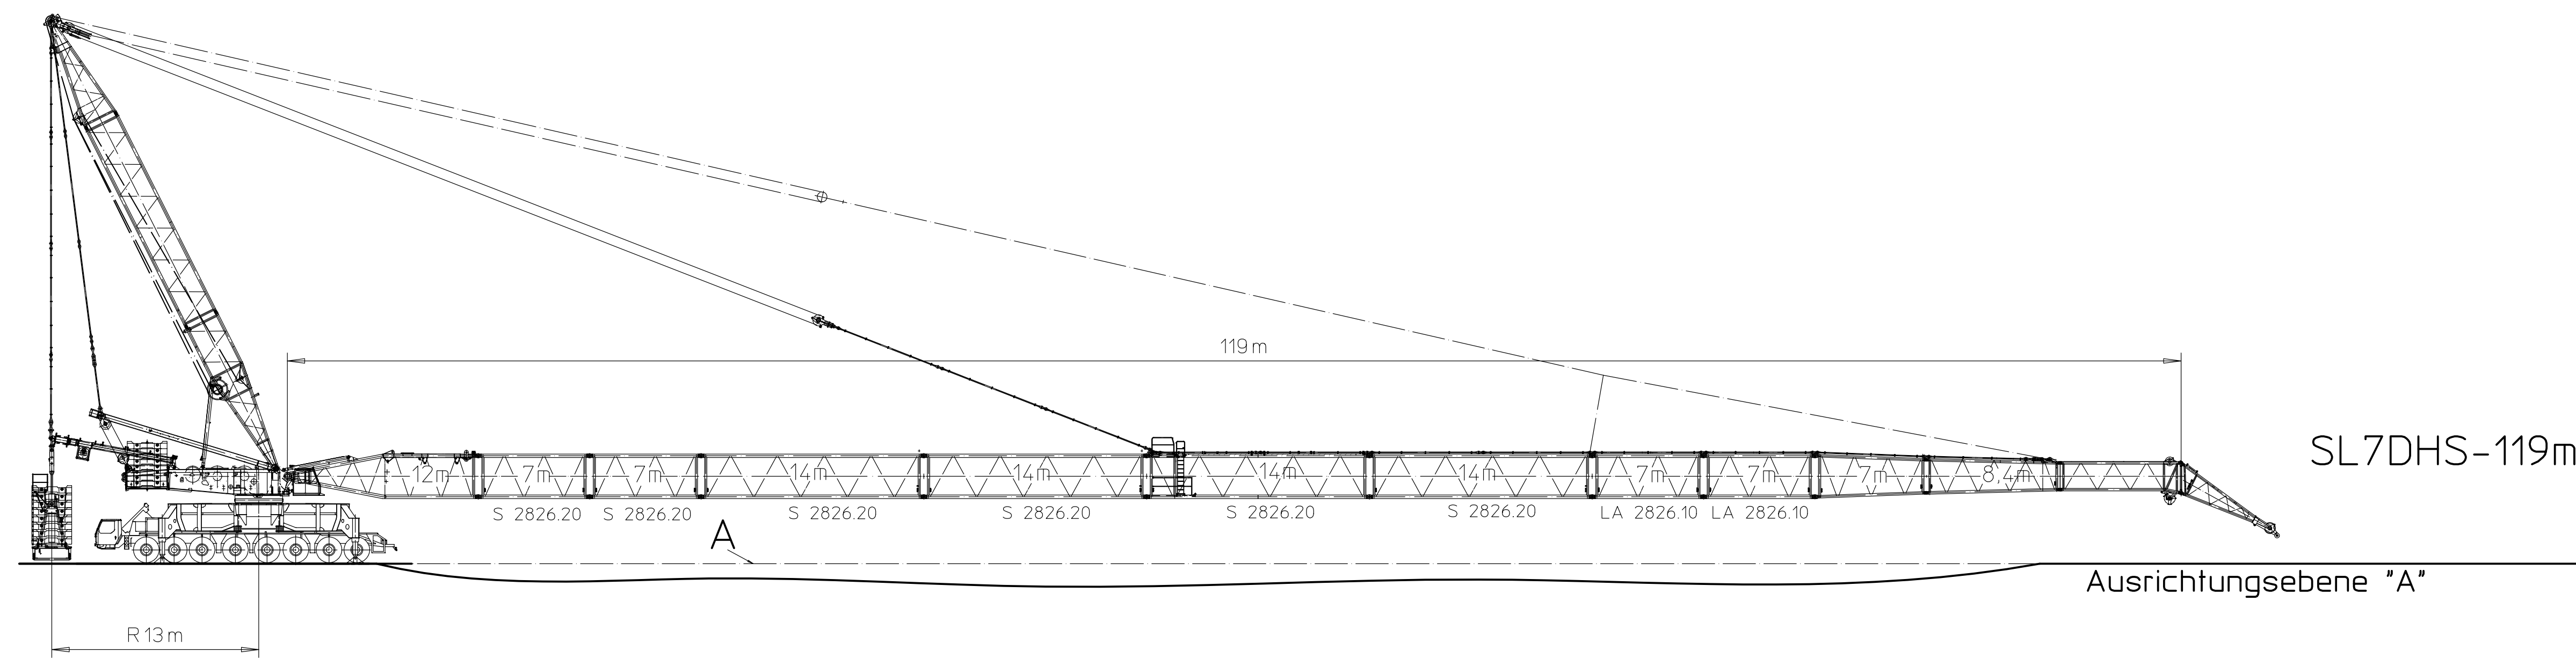 119 m
SL7DHS-119m
12m 7m 7m 14m 14m 14m 14m 7m 7m 7m 8,4m
S 2826.20 S 2826.20 S 2826.20 S 2826.20 S 2826.20 S 2826.20 LA 2826.10 LA 2826.10
A
Ausrichtungsebene "A"
R 13 m